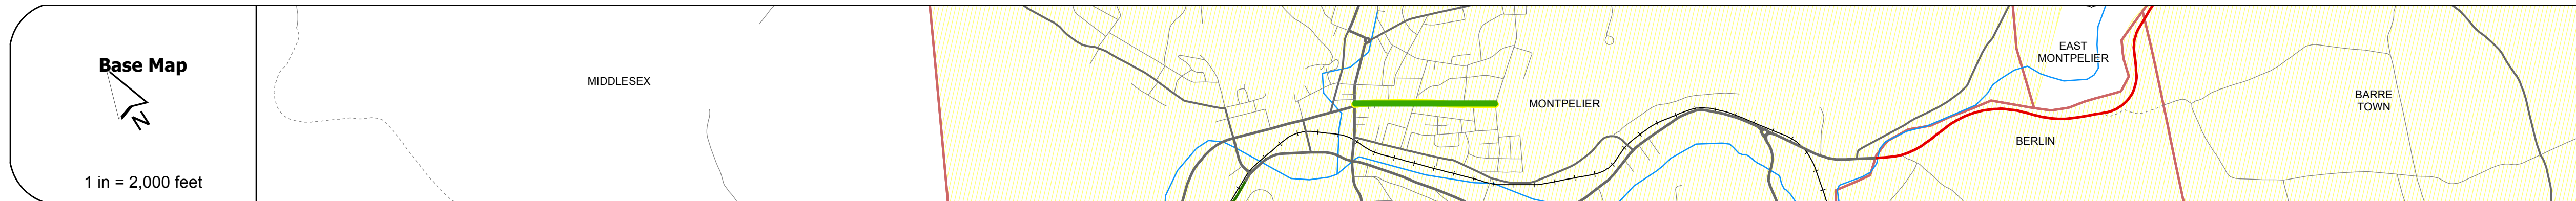 Base Map
N
1 in = 2,000 feet
MIDDLESEX
MONTPELIER
EAST
MONTPELIER
BERLIN
BARRE
TOWN